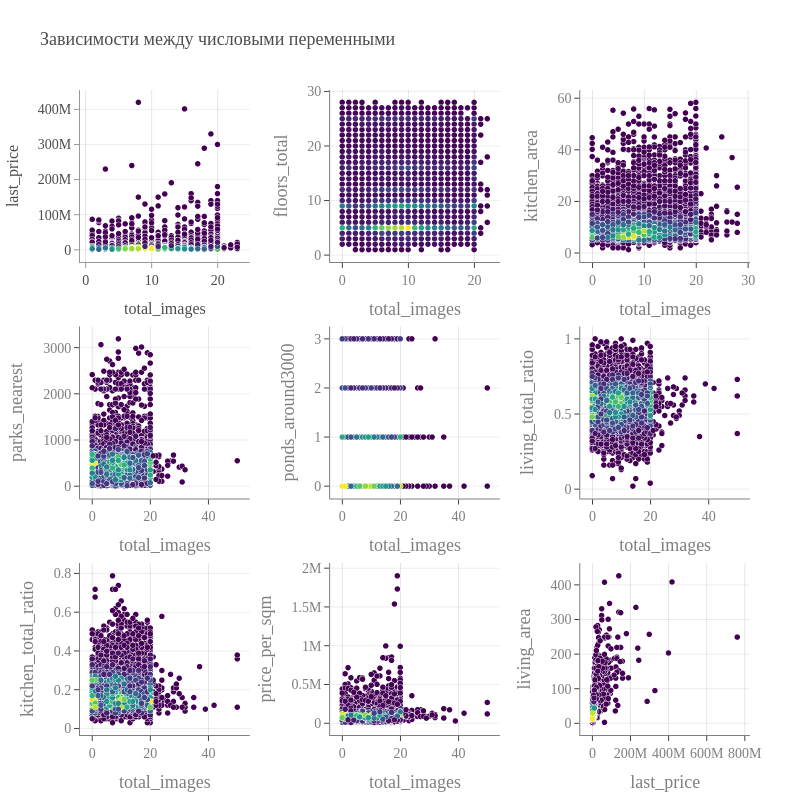 Зависимости между числовыми переменными
400M
300M
200M
100M
0
last_price
0
10
20
total_images
30
20
10
0
floors_total
0
10
20
total_images
60
40
20
0
kitchen_area
0
10
20
30
total_images
3000
2000
1000
0
parks_nearest
0
20
40
total_images
3
2
1
0
ponds_around3000
0
20
40
total_images
1
0.5
0
living_total_ratio
0
20
40
total_images
0.8
0.6
0.4
0.2
0
kitchen_total_ratio
0
20
40
total_images
2M
1.5M
1M
0.5M
0
price_per_sqm
0
20
40
total_images
400
300
200
100
0
living_area
0
200M
400M
600M
800M
last_price